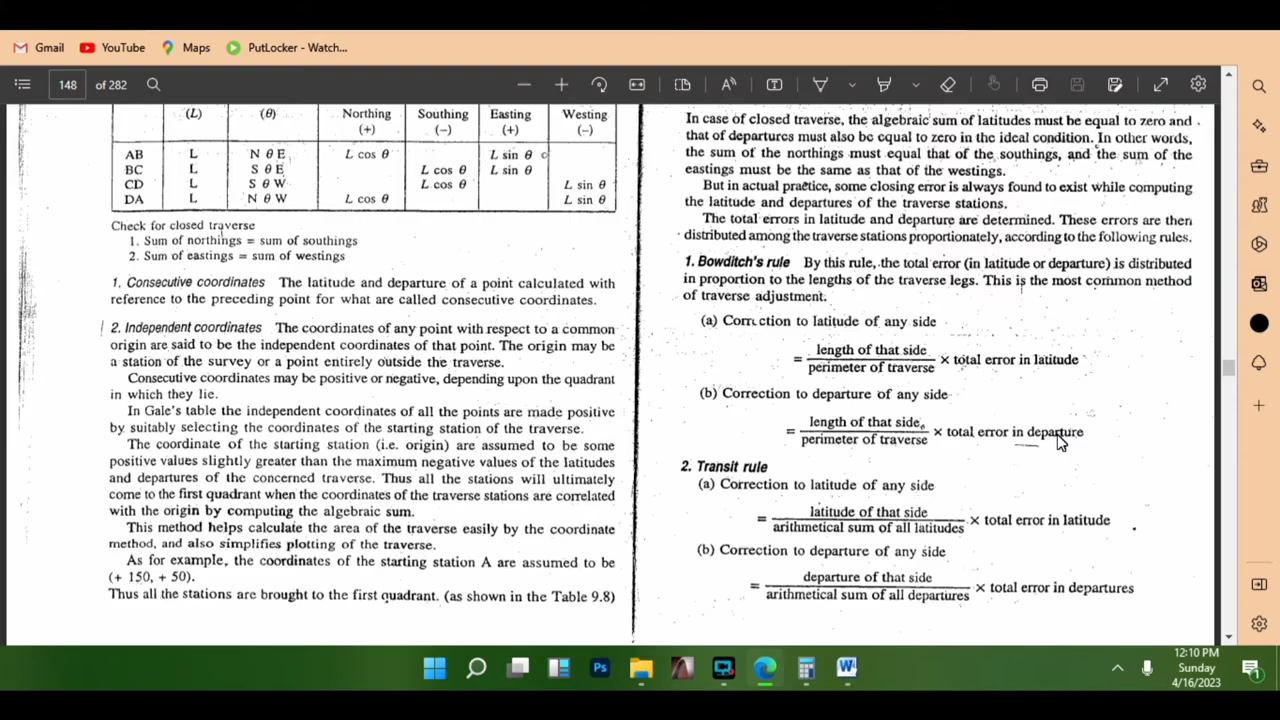 Gmail YouTube Maps PutLocker - Watch...
148 of 282
(L) (θ) Northing Southing Easting Westing
(+) (−) (+) (−)
AB L N θ E L cos θ L sin θ
BC L S θ E L cos θ L sin θ
CD L S θ W L cos θ L sin θ
DA L N θ W L cos θ L sin θ
Check for closed traverse
1. Sum of northings = sum of southings
2. Sum of eastings = sum of westings
1. Consecutive coordinates The latitude and departure of a point calculated with
reference to the preceding point for what are called consecutive coordinates.
2. Independent coordinates The coordinates of any point with respect to a common
origin are said to be the independent coordinates of that point. The origin may be
a station of the survey or a point entirely outside the traverse.
Consecutive coordinates may be positive or negative, depending upon the quadrant
in which they lie.
In Gale's table the independent coordinates of all the points are made positive
by suitably selecting the coordinates of the starting station of the traverse.
The coordinate of the starting station (i.e. origin) are assumed to be some
positive values slightly greater than the maximum negative values of the latitudes
and departures of the concerned traverse. Thus all the stations will ultimately
come to the first quadrant when the coordinates of the traverse stations are correlated
with the origin by computing the algebraic sum.
This method helps calculate the area of the traverse easily by the coordinate
method, and also simplifies plotting of the traverse.
As for example, the coordinates of the starting station A are assumed to be
(+ 150, + 50).
Thus all the stations are brought to the first quadrant. (as shown in the Table 9.8)
In case of closed traverse, the algebraic sum of latitudes must be equal to zero and
that of departures must also be equal to zero in the ideal condition. In other words,
the sum of the northings must equal that of the southings, and the sum of the
eastings must be the same as that of the westings.
But in actual practice, some closing error is always found to exist while computing
the latitude and departures of the traverse stations.
The total errors in latitude and departure are determined. These errors are then
distributed among the traverse stations proportionately, according to the following rules.
1. Bowditch's rule By this rule, the total error (in latitude or departure) is distributed
in proportion to the lengths of the traverse legs. This is the most common method
of traverse adjustment.
(a) Correction to latitude of any side
= length of that side / perimeter of traverse × total error in latitude
(b) Correction to departure of any side
= length of that side / perimeter of traverse × total error in departure
2. Transit rule
(a) Correction to latitude of any side
= latitude of that side / arithmetical sum of all latitudes × total error in latitude
(b) Correction to departure of any side
= departure of that side / arithmetical sum of all departures × total error in departures
12:10 PM
Sunday
4/16/2023